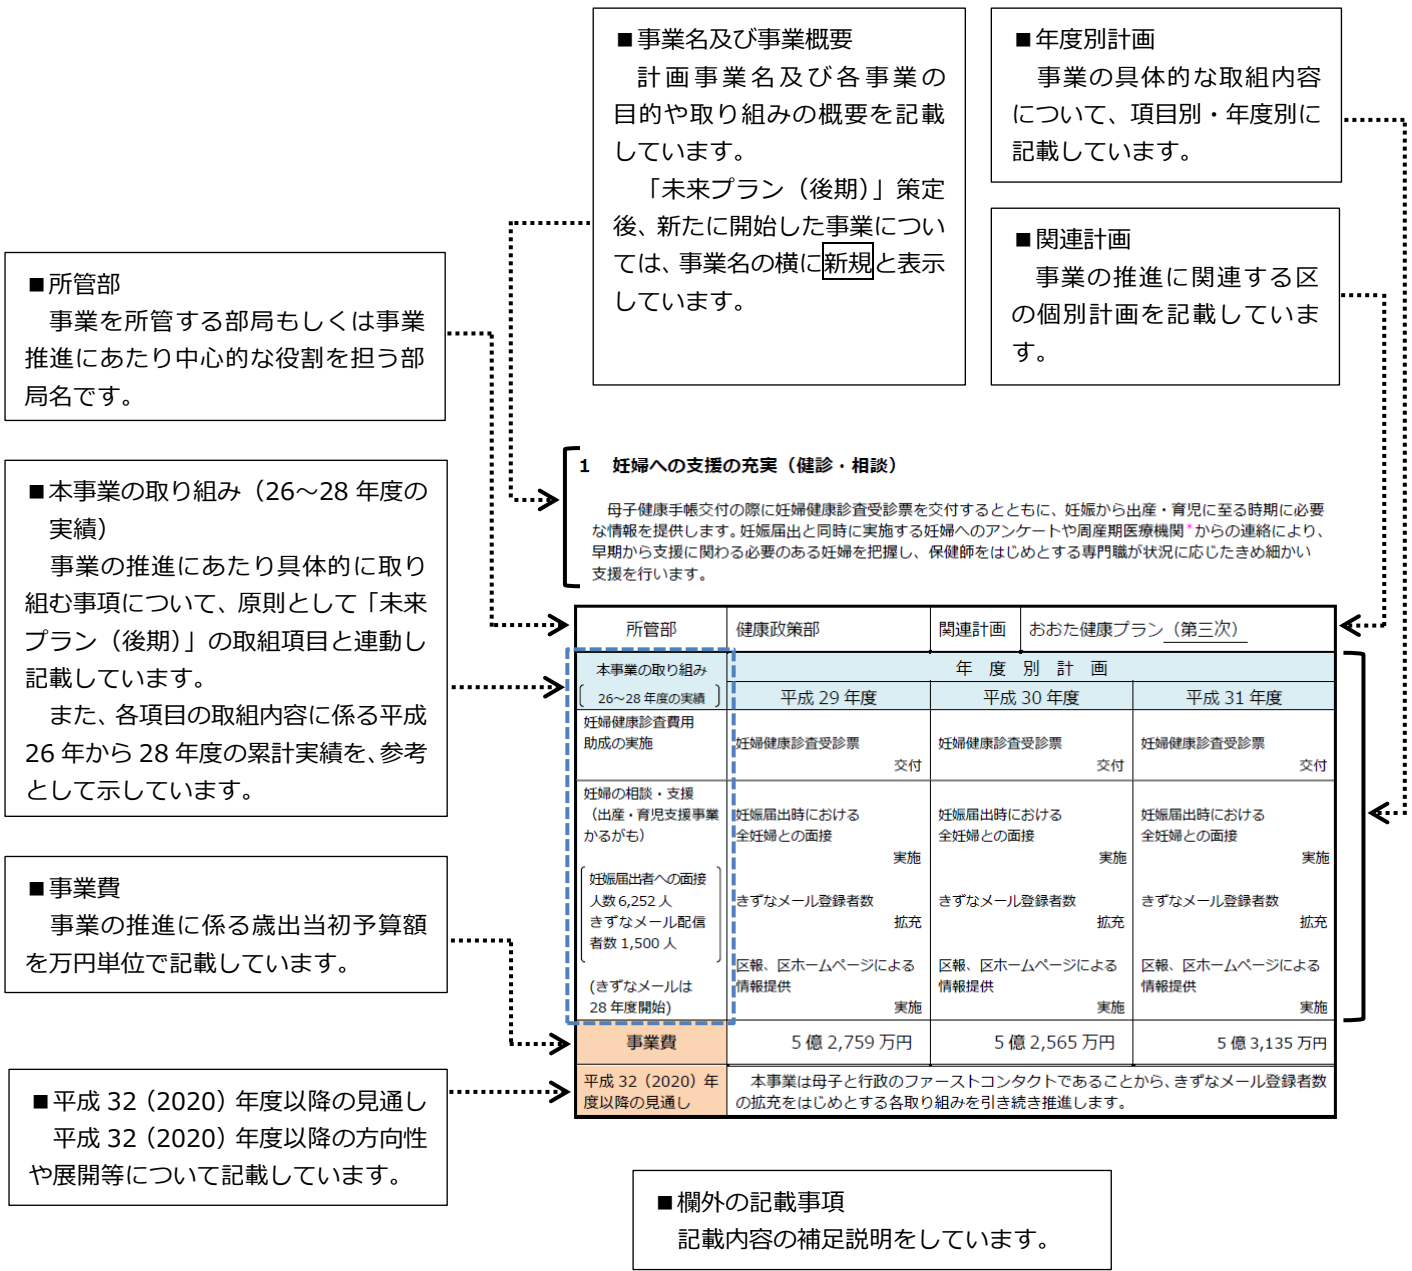 ■事業名及び事業概要
計画事業名及び各事業の
目的や取り組みの概要を記載
しています。
「未来プラン（後期）」策定
後、新たに開始した事業につい
ては、事業名の横に新規と表示
しています。
■年度別計画
事業の具体的な取組内容
について、項目別・年度別に
記載しています。
■関連計画
事業の推進に関連する区
の個別計画を記載していま
す。
■所管部
事業を所管する部局もしくは事業
推進にあたり中心的な役割を担う部
局名です。
■本事業の取り組み（26～28 年度の
実績）
事業の推進にあたり具体的に取り
組む事項について、原則として「未来
プラン（後期）」の取組項目と連動し
記載しています。
また、各項目の取組内容に係る平成
26 年から 28 年度の累計実績を、参考
として示しています。
■事業費
事業の推進に係る歳出当初予算額
を万円単位で記載しています。
■平成 32（2020）年度以降の見通し
平成 32（2020）年度以降の方向性
や展開等について記載しています。
1　妊婦への支援の充実（健診・相談）
母子健康手帳交付の際に妊婦健康診査受診票を交付するとともに、妊娠から出産・育児に至る時期に必要
な情報を提供します。妊娠届出と同時に実施する妊婦へのアンケートや周産期医療機関*からの連絡により、
早期から支援に関わる必要のある妊婦を把握し、保健師をはじめとする専門職が状況に応じたきめ細かい
支援を行います。
所管部　健康政策部　関連計画　おおた健康プラン（第三次）
本事業の取り組み　年　度　別　計　画
26～28 年度の実績　平成 29 年度　平成 30 年度　平成 31 年度
妊婦健康診査費用
助成の実施　妊婦健康診査受診票　妊婦健康診査受診票　妊婦健康診査受診票
交付　交付　交付
妊婦の相談・支援
（出産・育児支援事業　妊娠届出時における　妊娠届出時における　妊娠届出時における
かるがも）　全妊婦との面接　全妊婦との面接　全妊婦との面接
実施　実施　実施
妊娠届出者への面接
人数 6,252 人　きずなメール登録者数　きずなメール登録者数　きずなメール登録者数
きずなメール配信　拡充　拡充　拡充
者数 1,500 人
区報、区ホームページによる　区報、区ホームページによる　区報、区ホームページによる
(きずなメールは　情報提供　情報提供　情報提供
28 年度開始)　実施　実施　実施
事業費　5 億 2,759 万円　5 億 2,565 万円　5 億 3,135 万円
平成 32（2020）年　本事業は母子と行政のファーストコンタクトであることから、きずなメール登録者数
度以降の見通し　の拡充をはじめとする各取り組みを引き続き推進します。
■欄外の記載事項
記載内容の補足説明をしています。